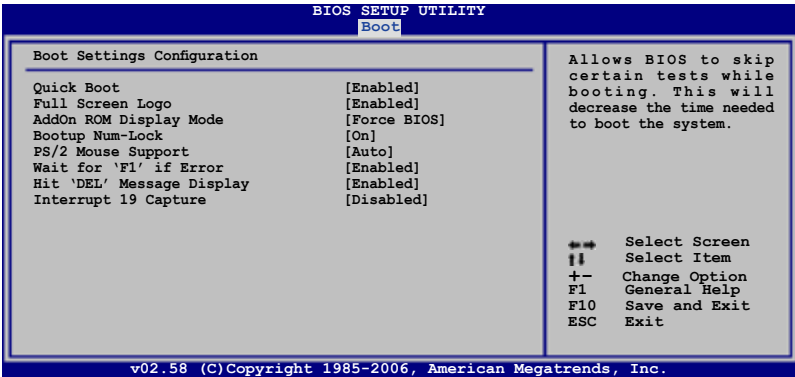 BIOS SETUP UTILITY
Boot
Boot Settings Configuration
Quick Boot [Enabled]
Full Screen Logo [Enabled]
AddOn ROM Display Mode [Force BIOS]
Bootup Num-Lock [On]
PS/2 Mouse Support [Auto]
Wait for ‘F1’ if Error [Enabled]
Hit ‘DEL’ Message Display [Enabled]
Interrupt 19 Capture [Disabled]
Allows BIOS to skip
certain tests while
booting. This will
decrease the time needed
to boot the system.
←→ Select Screen
↑↓ Select Item
+- Change Option
F1 General Help
F10 Save and Exit
ESC Exit
v02.58 (C)Copyright 1985-2006, American Megatrends, Inc.